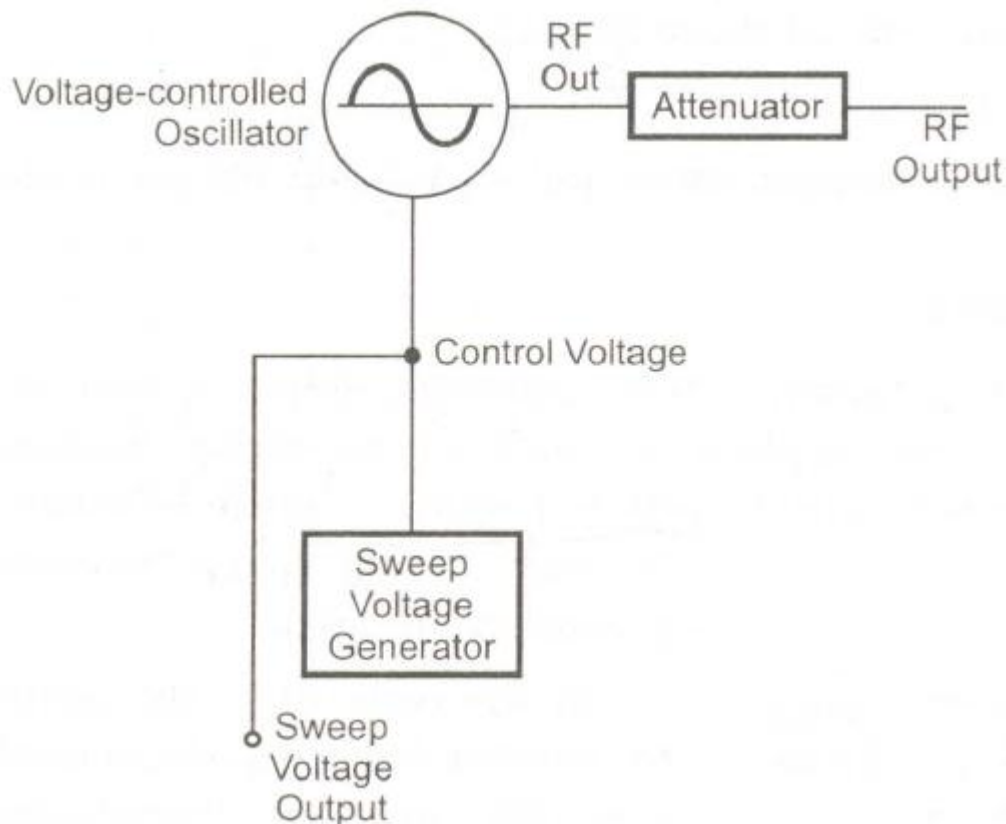 Voltage-controlled
Oscillator
RF
Out
Attenuator
RF
Output
Control Voltage
Sweep
Voltage
Generator
Sweep
Voltage
Output